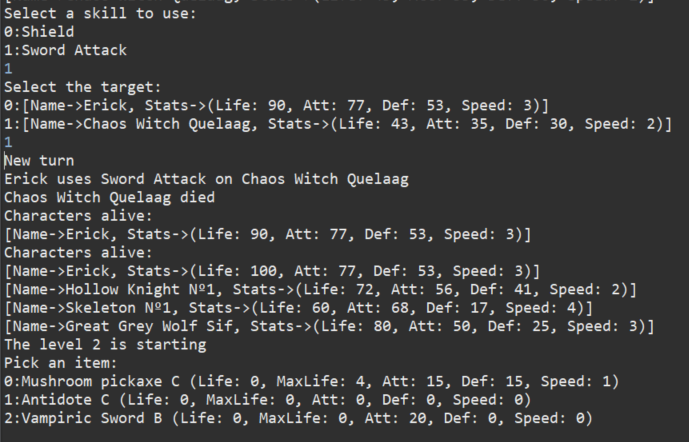 Select a skill to use:
0:Shield
1:Sword Attack
1
Select the target:
0:[Name->Erick, Stats->(Life: 90, Att: 77, Def: 53, Speed: 3)]
1:[Name->Chaos Witch Quelaag, Stats->(Life: 43, Att: 35, Def: 30, Speed: 2)]
1
New turn
Erick uses Sword Attack on Chaos Witch Quelaag
Chaos Witch Quelaag died
Characters alive:
[Name->Erick, Stats->(Life: 90, Att: 77, Def: 53, Speed: 3)]
Characters alive:
[Name->Erick, Stats->(Life: 100, Att: 77, Def: 53, Speed: 3)]
[Name->Hollow Knight Nº1, Stats->(Life: 72, Att: 56, Def: 41, Speed: 2)]
[Name->Skeleton Nº1, Stats->(Life: 60, Att: 68, Def: 17, Speed: 4)]
[Name->Great Grey Wolf Sif, Stats->(Life: 80, Att: 50, Def: 25, Speed: 3)]
The level 2 is starting
Pick an item:
0:Mushroom pickaxe C (Life: 0, MaxLife: 4, Att: 15, Def: 15, Speed: 1)
1:Antidote C (Life: 0, MaxLife: 0, Att: 0, Def: 0, Speed: 0)
2:Vampiric Sword B (Life: 0, MaxLife: 0, Att: 20, Def: 0, Speed: 0)